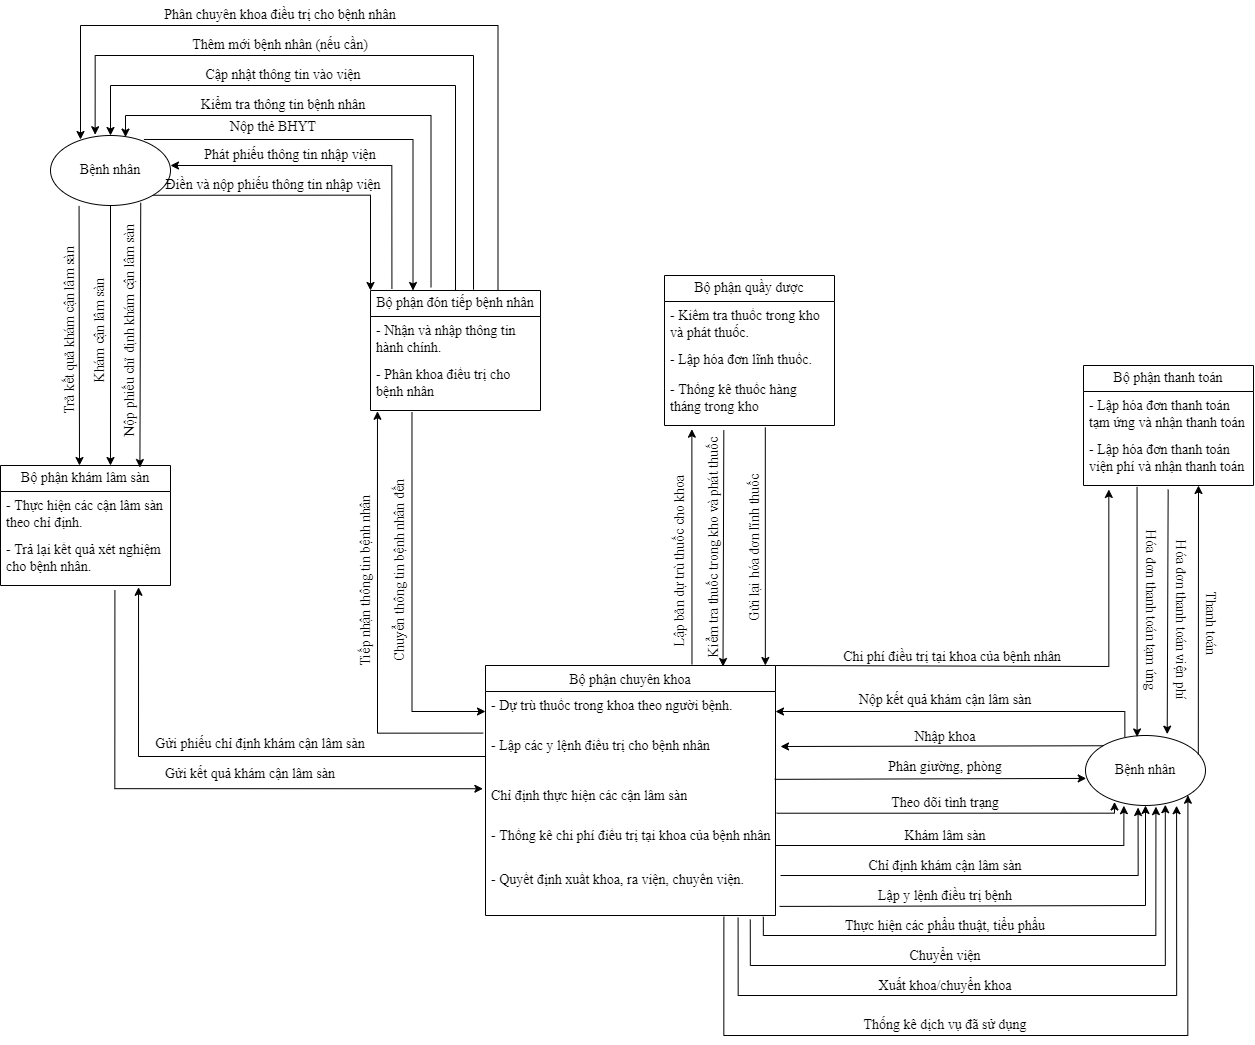 Phân chuyên khoa điều trị cho bệnh nhân
Thêm mới bệnh nhân (nếu cần)
Cập nhật thông tin vào viện
Kiểm tra thông tin bệnh nhân
Nộp thẻ BHYT
Phát phiếu thông tin nhập viện
Bệnh nhân
Điền và nộp phiếu thông tin nhập viện
Trả kết quả khám cận lâm sàn
Khám cận lâm sàn
Nộp phiếu chỉ định khám cận lâm sàn
Bộ phận đón tiếp bệnh nhân
- Nhận và nhập thông tin
hành chính.
- Phân khoa điều trị cho
bệnh nhân
Bộ phận quầy dược
- Kiểm tra thuốc trong kho
và phát thuốc.
- Lập hóa đơn lĩnh thuốc.
- Thống kê thuốc hàng
tháng trong kho
Bộ phận thanh toán
- Lập hóa đơn thanh toán
tạm ứng và nhận thanh toán
- Lập hóa đơn thanh toán
viện phí và nhận thanh toán
Bộ phận khám lâm sàn
- Thực hiện các cận lâm sàn
theo chỉ định.
- Trả lại kết quả xét nghiệm
cho bệnh nhân.
Tiếp nhận thông tin bệnh nhân
Chuyển thông tin bệnh nhân đến
Lập bản dự trù thuốc cho khoa
Kiểm tra thuốc trong kho và phát thuốc
Gửi lại hóa đơn lĩnh thuốc
Hóa đơn thanh toán tạm ứng
Hóa đơn thanh toán viện phí
Thanh toán
Chi phí điều trị tại khoa của bệnh nhân
Bộ phận chuyên khoa
- Dự trù thuốc trong khoa theo người bệnh.
- Lập các y lệnh điều trị cho bệnh nhân
Chỉ định thực hiện các cận lâm sàn
- Thống kê chi phí điều trị tại khoa của bệnh nhân
- Quyết định xuất khoa, ra viện, chuyển viện.
Gửi phiếu chỉ định khám cận lâm sàn
Gửi kết quả khám cận lâm sàn
Nộp kết quả khám cận lâm sàn
Nhập khoa
Phân giường, phòng
Bệnh nhân
Theo dõi tình trạng
Khám lâm sàn
Chỉ định khám cận lâm sàn
Lập y lệnh điều trị bệnh
Thực hiện các phẩu thuật, tiểu phẩu
Chuyển viện
Xuất khoa/chuyển khoa
Thống kê dịch vụ đã sử dụng